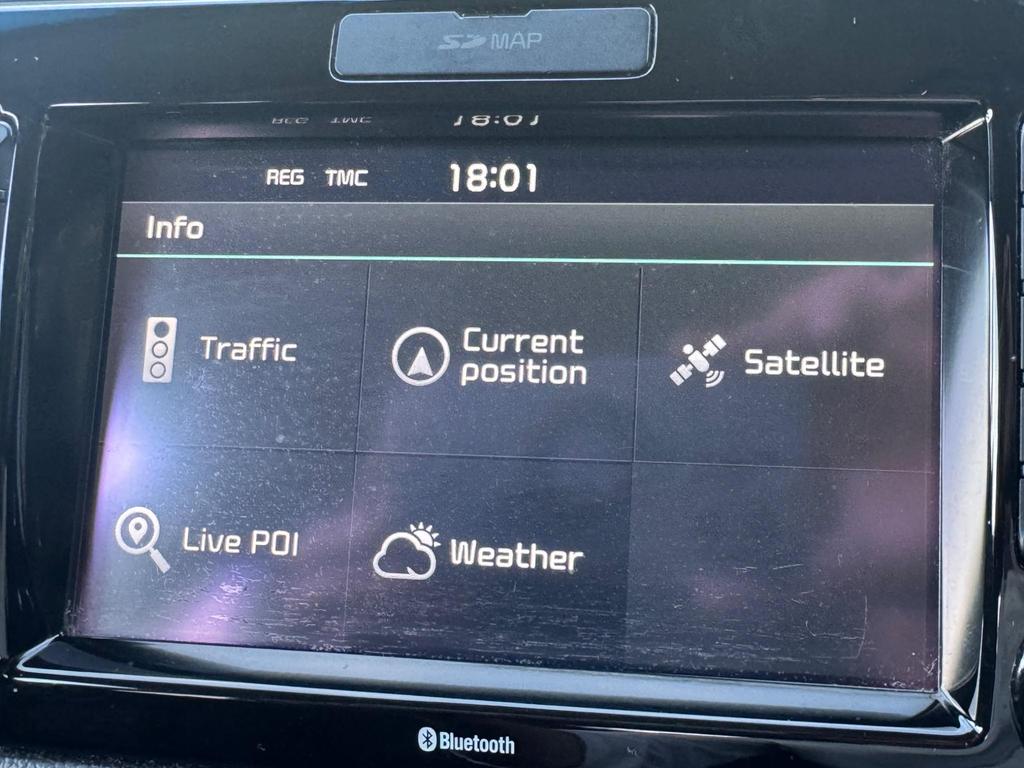 SD MAP
REG TMC 18:01
Info
Traffic
Current
position
Satellite
Live POI
Weather
Bluetooth